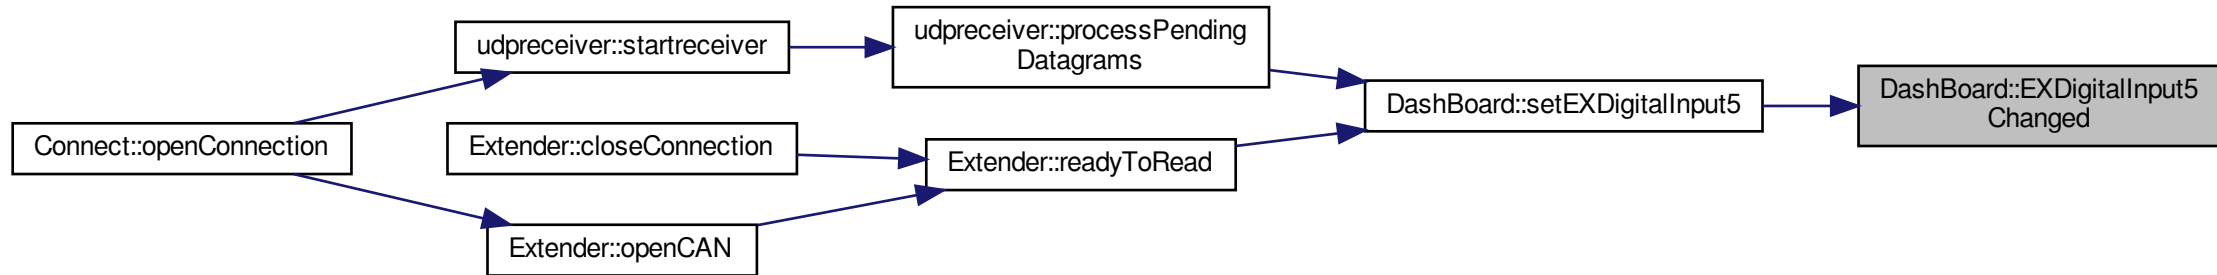 udpreceiver::startreceiver
udpreceiver::processPending
Datagrams
DashBoard::EXDigitalInput5
Changed
DashBoard::setEXDigitalInput5
Connect::openConnection
Extender::closeConnection
Extender::readyToRead
Extender::openCAN